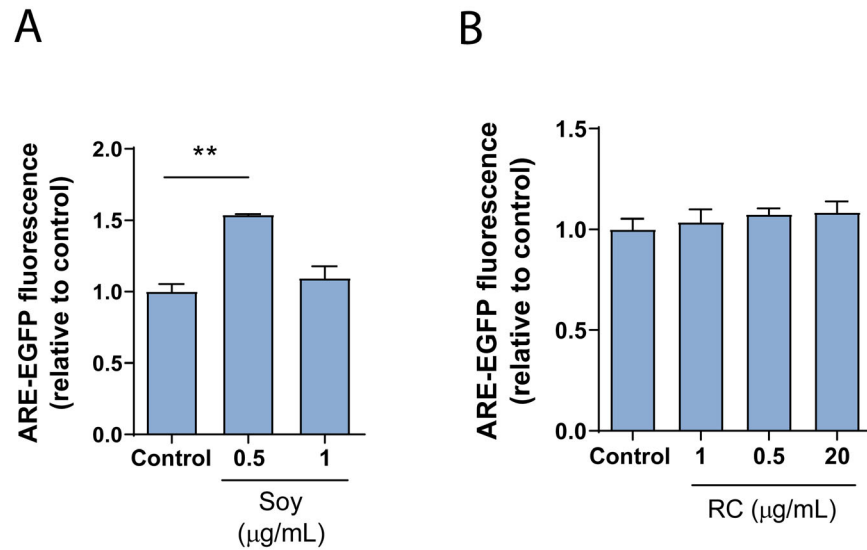 A
ARE-EGFP fluorescence
(relative to control)
2.0
1.5
1.0
0.5
0.0
**
Control 0.5 1
Soy
(μg/mL)
B
ARE-EGFP fluorescence
(relative to control)
1.5
1.0
0.5
0.0
Control 1 0.5 20
RC (μg/mL)